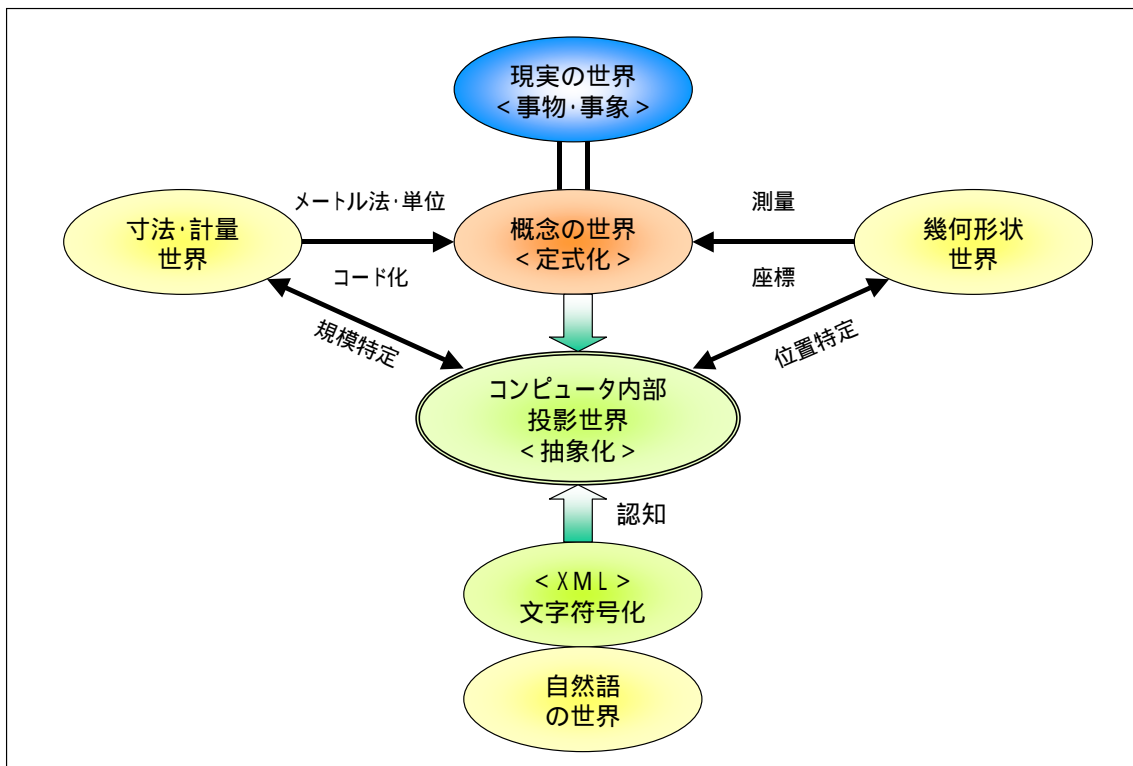 現実の世界
<事物・事象>
メートル法・単位
測量
寸法・計量
世界
概念の世界
<定式化>
幾何形状
世界
コード化
座標
規模特定
位置特定
コンピュータ内部
投影世界
<抽象化>
認知
<XML>
文字符号化
自然語
の世界